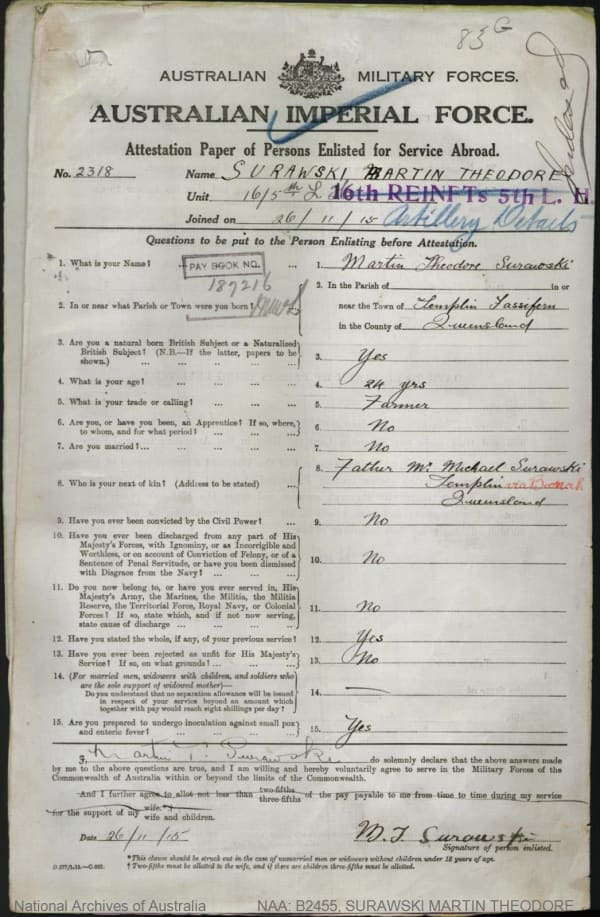 83 G
AUSTRALIAN MILITARY FORCES.
AUSTRALIAN IMPERIAL FORCE.
Attestation Paper of Persons Enlisted for Service Abroad.
No. 2318 Name SURAWSKI MARTIN THEODORE
Unit 16/5th L H 16th REINFTs 5th L. H.
Joined on 26/11/15 Artillery Details
Questions to be put to the Person Enlisting before Attestation.
1. What is your Name? ... ... 1. Martin Theodore Surawski
PAY BOOK NO.
187216
2. In or near what Parish or Town were you born? 2. In the Parish of in or
near the Town of Templin Fassifern
in the County of Queensland
3. Are you a natural born British Subject or a Naturalized
British Subject? (N.B.—If the latter, papers to be
shown.) ... ... ... ... 3. Yes
4. What is your age? ... ... ... ... 4. 24 yrs
5. What is your trade or calling? ... ... ... 5. Farmer
6. Are you, or have you been, an Apprentice? If so, where,
to whom, and for what period? ... ... ... 6. No
7. Are you married?... ... ... ... ... 7. No
8. Who is your next of kin? (Address to be stated) ... 8. Father Mr Michael Surawski
Templin via Boonah
Queensland
9. Have you ever been convicted by the Civil Power? ... 9. No
10. Have you ever been discharged from any part of His
Majesty's Forces, with Ignominy, or as Incorrigible and
Worthless, or on account of Conviction of Felony, or of a
Sentence of Penal Servitude, or have you been dismissed
with Disgrace from the Navy? ... ... ... 10. No
11. Do you now belong to, or have you ever served in, His
Majesty's Army, the Marines, the Militia, the Militia
Reserve, the Territorial Force, Royal Navy, or Colonial
Forces? If so, state which, and if not now serving,
state cause of discharge ... ... ... ... 11. No
12. Have you stated the whole, if any, of your previous service? 12. Yes
13. Have you ever been rejected as unfit for His Majesty's
Service? If so, on what grounds? ... ... ... 13. No
14. (For married men, widowers with children, and soldiers who
are the sole support of widowed mother)—
Do you understand that no separation allowance will be issued
in respect of your service beyond an amount which
together with pay would reach eight shillings per day? 14. —
15. Are you prepared to undergo inoculation against small pox
and enteric fever? ... ... ... ... 15. Yes
I, Martin T Surawski do solemnly declare that the above answers made
by me to the above questions are true, and I am willing and hereby voluntarily agree to serve in the Military Forces of the
Commonwealth of Australia within or beyond the limits of the Commonwealth.
*And I further agree to allot not less than two-fifths three-fifths of the pay payable to me from time to time during my service
for the support of my wife.*† wife and children.
Date 26/11/15 M. T. Surawski
Signature of person enlisted.
* This clause should be struck out in the case of unmarried men or widowers without children under 18 years of age.
† Two-fifths must be allotted to the wife, and if there are children three-fifths must be allotted.
D.277/1.15.—C.602.
National Archives of Australia NAA: B2455, SURAWSKI MARTIN THEODORE